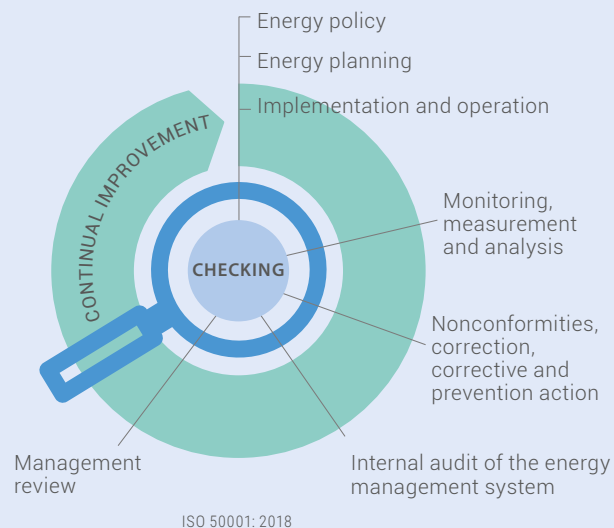 Energy policy
Energy planning
Implementation and operation
CONTINUAL IMPROVEMENT
Monitoring,
measurement
and analysis
CHECKING
Nonconformities,
correction,
corrective and
prevention action
Management
review
Internal audit of the energy
management system
ISO 50001: 2018